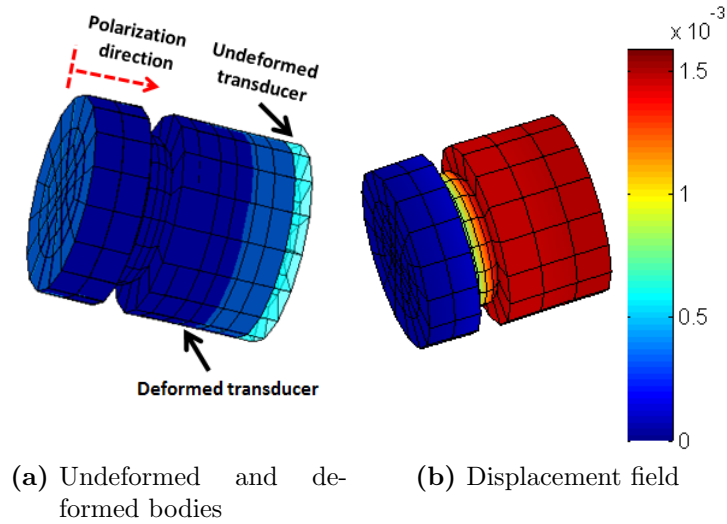 Polarization
direction
Undeformed
transducer
Deformed transducer
x 10^-3
1.5
1
0.5
0
(a) Undeformed and de-
formed bodies
(b) Displacement field